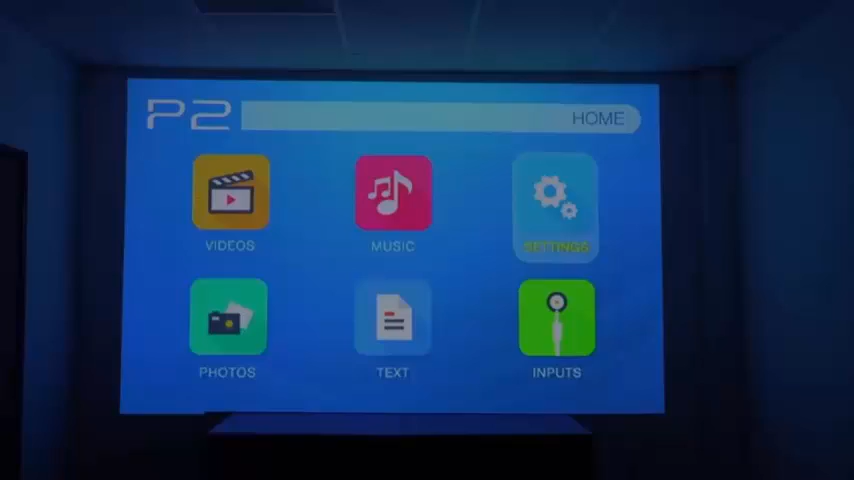 P2 HOME
VIDEOS MUSIC SETTINGS
PHOTOS TEXT INPUTS